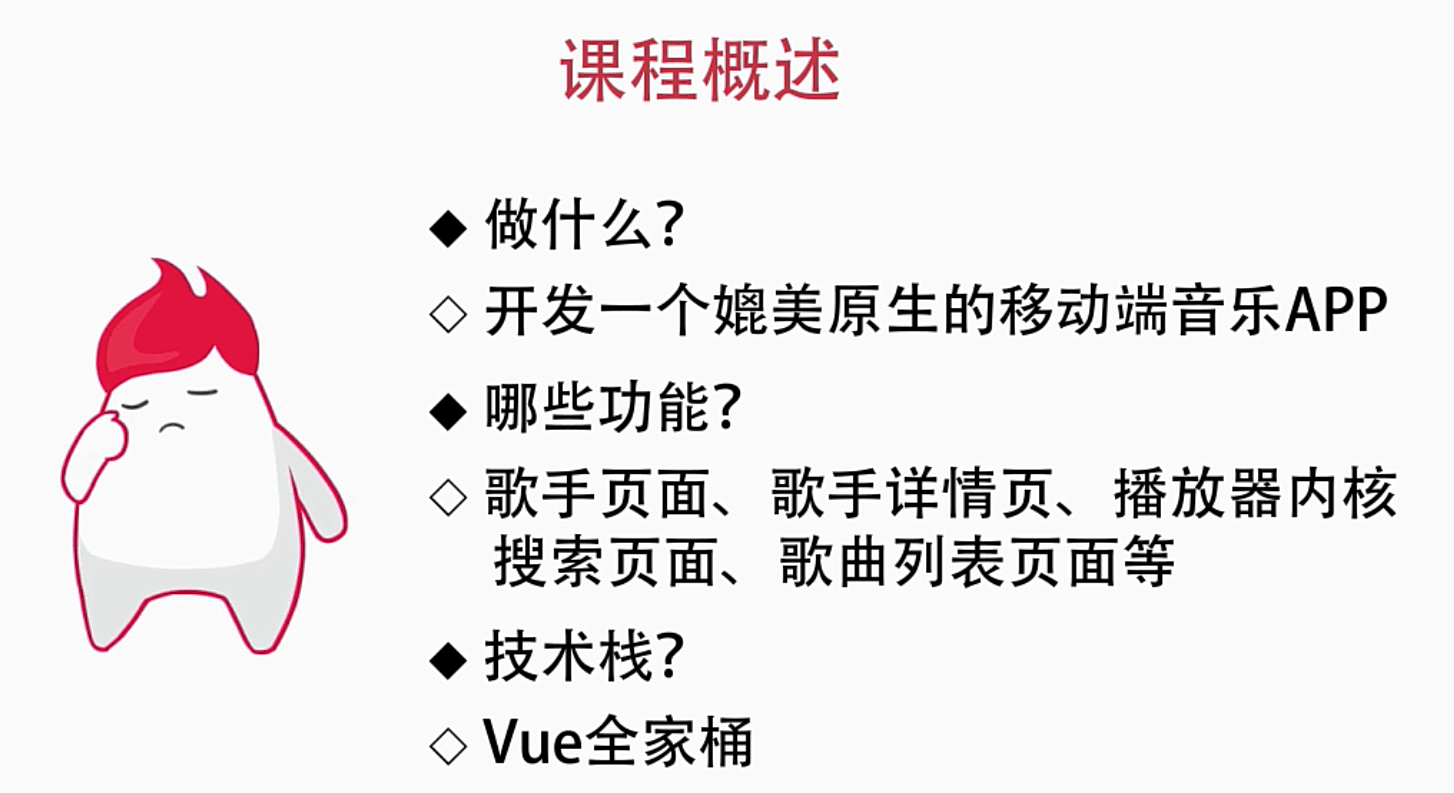 课程概述
◆ 做什么？
◇ 开发一个媲美原生的移动端音乐APP
◆ 哪些功能？
◇ 歌手页面、歌手详情页、播放器内核
搜索页面、歌曲列表页面等
◆ 技术栈？
◇ Vue全家桶